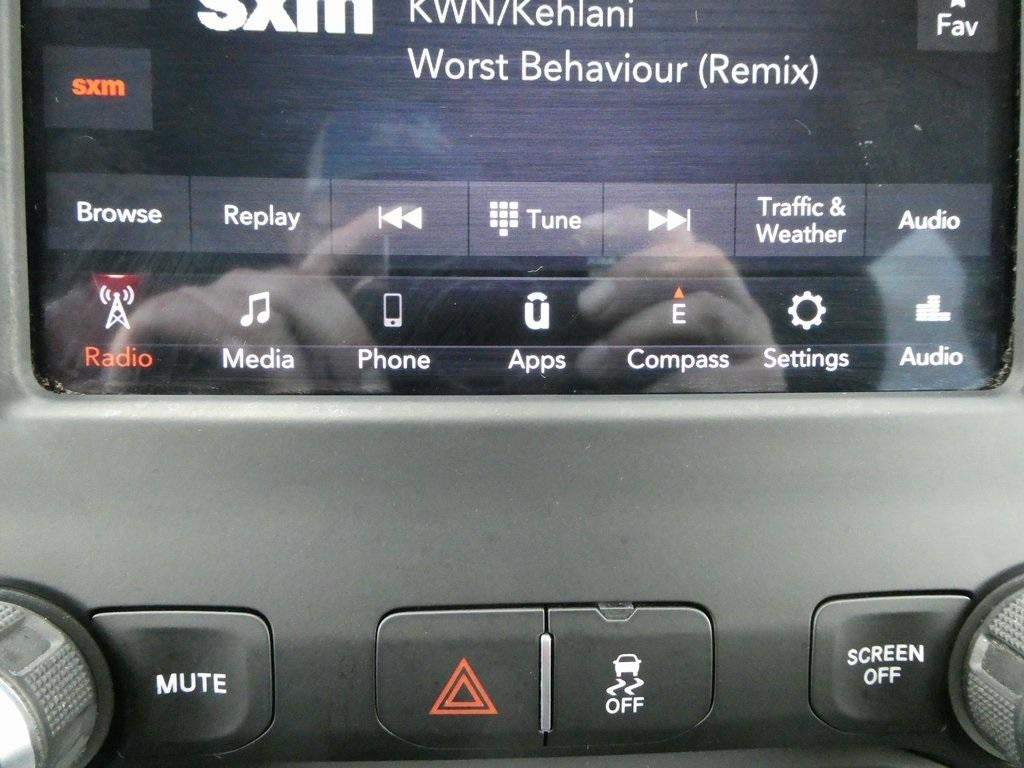 sxm
KWN/Kehlani
Worst Behaviour (Remix)
Fav
sxm
Browse
Replay
Tune
Traffic &
Weather
Audio
E
Radio
Media
Phone
Apps
Compass
Settings
Audio
MUTE
OFF
SCREEN
OFF